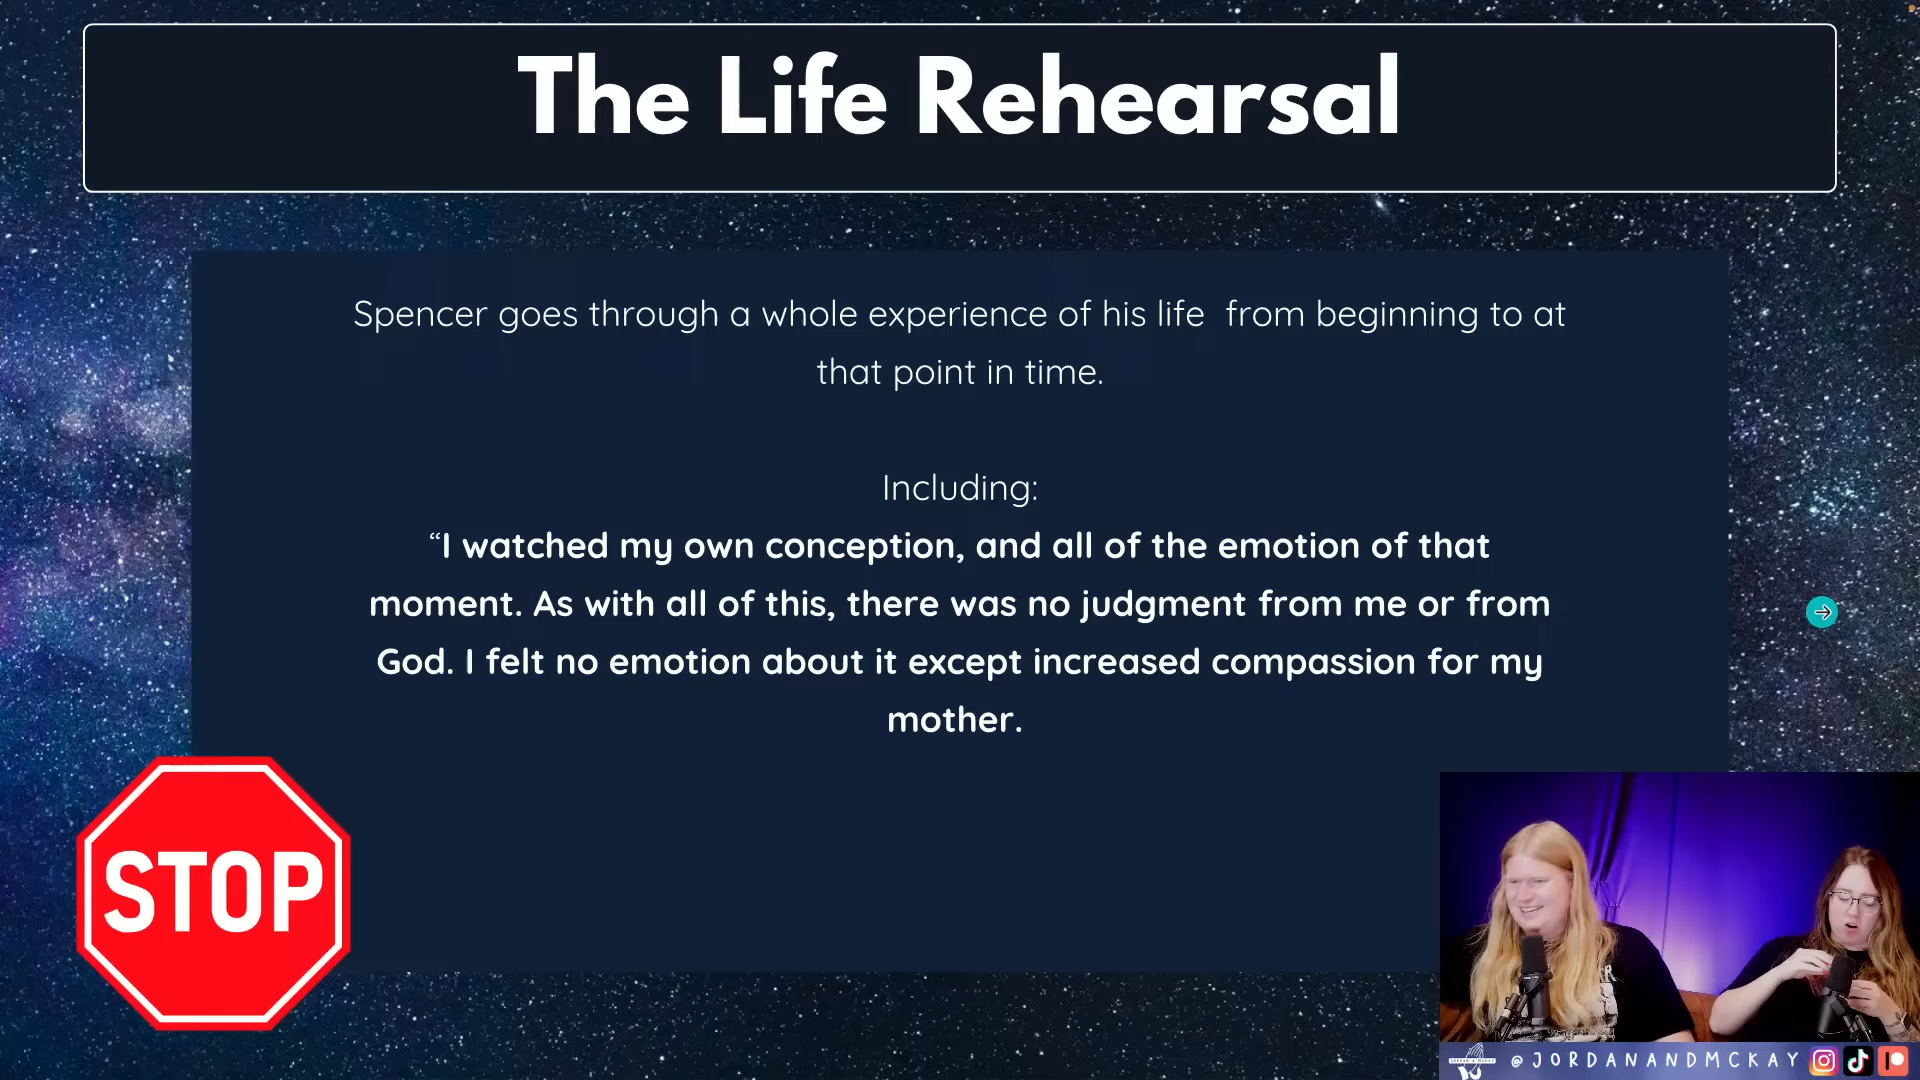 The Life Rehearsal
Spencer goes through a whole experience of his life  from beginning to at
that point in time.
Including:
“I watched my own conception, and all of the emotion of that
moment. As with all of this, there was no judgment from me or from
God. I felt no emotion about it except increased compassion for my
mother.
STOP
@JORDANANDMCKAY